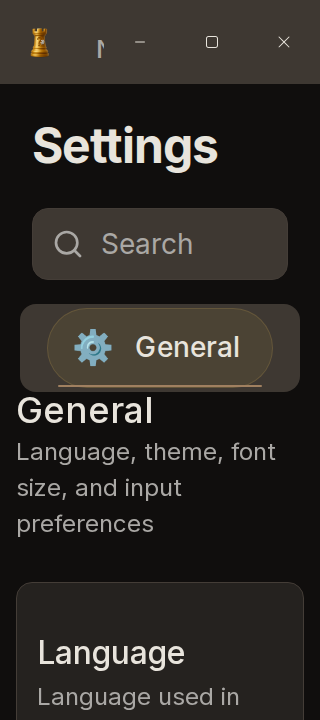 Settings
Search
General
General
Language, theme, font
size, and input
preferences
Language
Language used in